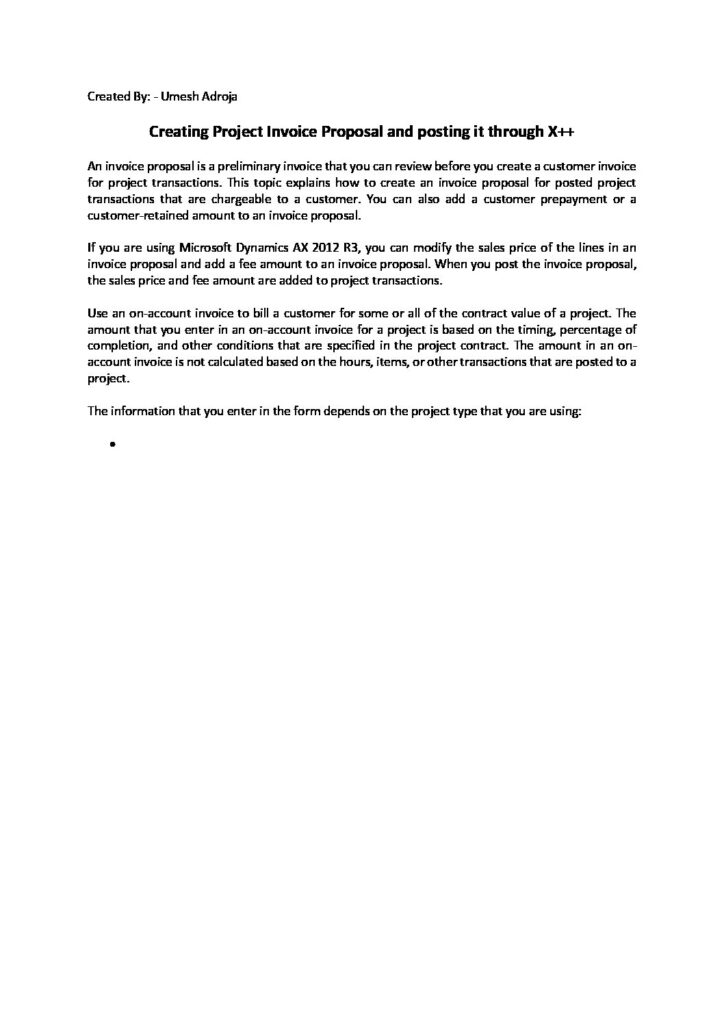 Created By: - Umesh Adroja
Creating Project Invoice Proposal and posting it through X++
An invoice proposal is a preliminary invoice that you can review before you create a customer invoice
for project transactions. This topic explains how to create an invoice proposal for posted project
transactions that are chargeable to a customer. You can also add a customer prepayment or a
customer-retained amount to an invoice proposal.
If you are using Microsoft Dynamics AX 2012 R3, you can modify the sales price of the lines in an
invoice proposal and add a fee amount to an invoice proposal. When you post the invoice proposal,
the sales price and fee amount are added to project transactions.
Use an on-account invoice to bill a customer for some or all of the contract value of a project. The
amount that you enter in an on-account invoice for a project is based on the timing, percentage of
completion, and other conditions that are specified in the project contract. The amount in an on-
account invoice is not calculated based on the hours, items, or other transactions that are posted to a
project.
The information that you enter in the form depends on the project type that you are using:
•